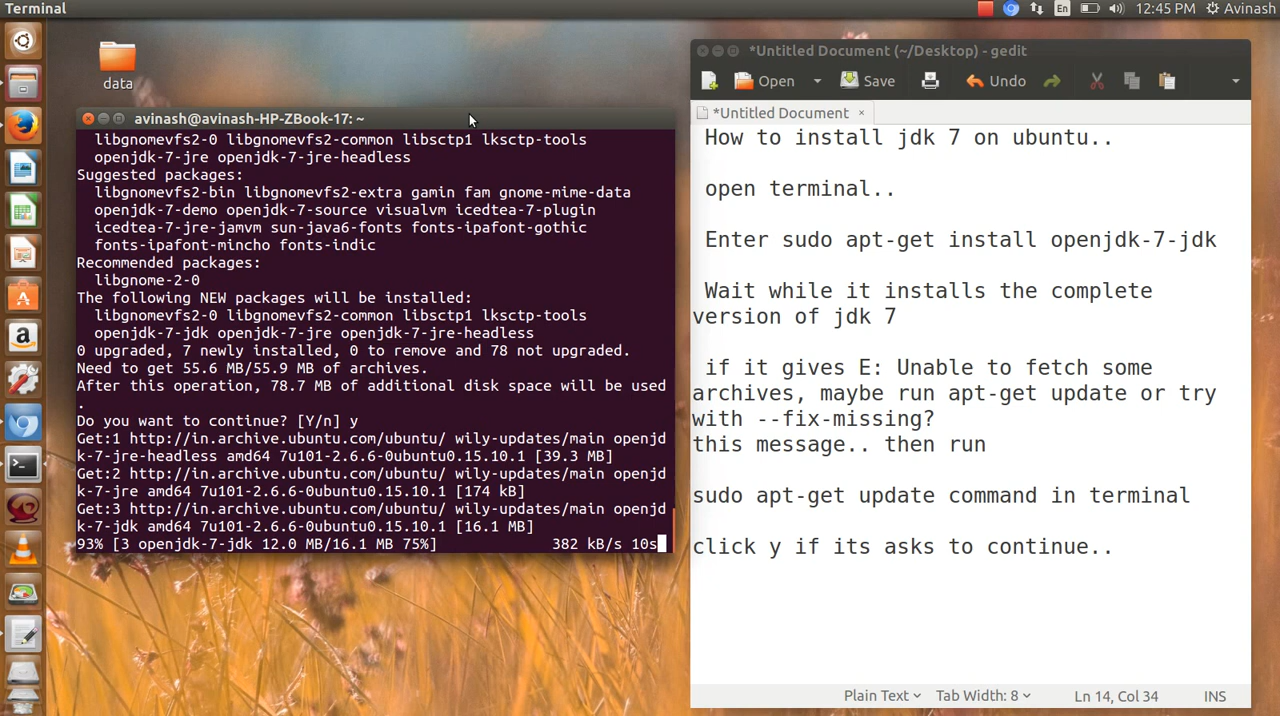 Terminal
En
12:45 PM
Avinash
data
avinash@avinash-HP-ZBook-17: ~
libgnomevfs2-0 libgnomevfs2-common libsctp1 lksctp-tools
openjdk-7-jre openjdk-7-jre-headless
Suggested packages:
libgnomevfs2-bin libgnomevfs2-extra gamin fam gnome-mime-data
openjdk-7-demo openjdk-7-source visualvm icedtea-7-plugin
icedtea-7-jre-jamvm sun-java6-fonts fonts-ipafont-gothic
fonts-ipafont-mincho fonts-indic
Recommended packages:
libgnome-2-0
The following NEW packages will be installed:
libgnomevfs2-0 libgnomevfs2-common libsctp1 lksctp-tools
openjdk-7-jdk openjdk-7-jre openjdk-7-jre-headless
0 upgraded, 7 newly installed, 0 to remove and 78 not upgraded.
Need to get 55.6 MB/55.9 MB of archives.
After this operation, 78.7 MB of additional disk space will be used
.
Do you want to continue? [Y/n] y
Get:1 http://in.archive.ubuntu.com/ubuntu/ wily-updates/main openjd
k-7-jre-headless amd64 7u101-2.6.6-0ubuntu0.15.10.1 [39.3 MB]
Get:2 http://in.archive.ubuntu.com/ubuntu/ wily-updates/main openjd
k-7-jre amd64 7u101-2.6.6-0ubuntu0.15.10.1 [174 kB]
Get:3 http://in.archive.ubuntu.com/ubuntu/ wily-updates/main openjd
k-7-jdk amd64 7u101-2.6.6-0ubuntu0.15.10.1 [16.1 MB]
93% [3 openjdk-7-jdk 12.0 MB/16.1 MB 75%] 382 kB/s 10s
*Untitled Document (~/Desktop) - gedit
Open Save Undo
*Untitled Document ×
How to install jdk 7 on ubuntu..
open terminal..
Enter sudo apt-get install openjdk-7-jdk
Wait while it installs the complete
version of jdk 7
if it gives E: Unable to fetch some
archives, maybe run apt-get update or try
with --fix-missing?
this message.. then run
sudo apt-get update command in terminal
click y if its asks to continue..
Plain Text Tab Width: 8 Ln 14, Col 34 INS